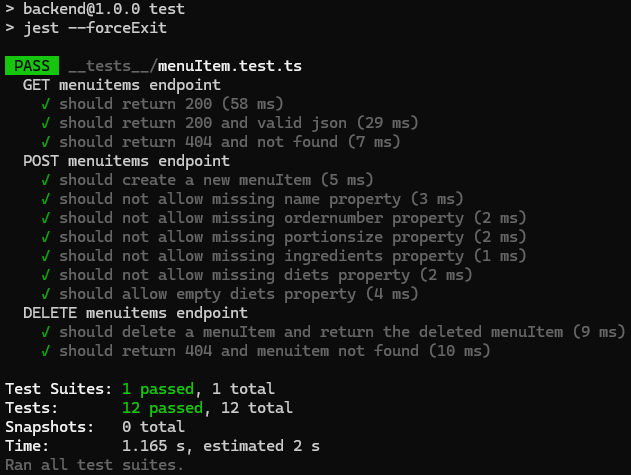 > backend@1.0.0 test
> jest --forceExit
PASS __tests__/menuItem.test.ts
GET menuitems endpoint
√ should return 200 (58 ms)
√ should return 200 and valid json (29 ms)
√ should return 404 and not found (7 ms)
POST menuitems endpoint
√ should create a new menuItem (5 ms)
√ should not allow missing name property (3 ms)
√ should not allow missing ordernumber property (2 ms)
√ should not allow missing portionsize property (2 ms)
√ should not allow missing ingredients property (1 ms)
√ should not allow missing diets property (2 ms)
√ should allow empty diets property (4 ms)
DELETE menuitems endpoint
√ should delete a menuItem and return the deleted menuItem (9 ms)
√ should return 404 and menuitem not found (10 ms)
Test Suites: 1 passed, 1 total
Tests: 12 passed, 12 total
Snapshots: 0 total
Time: 1.165 s, estimated 2 s
Ran all test suites.